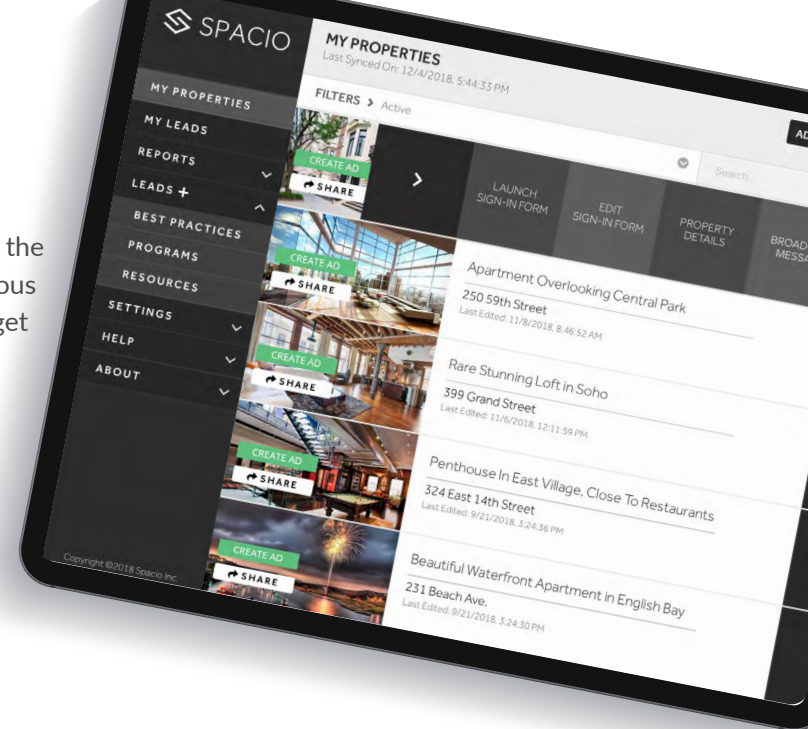 the
ous
get
SPACIO
MY PROPERTIES
MY LEADS
REPORTS
LEADS +
BEST PRACTICES
PROGRAMS
RESOURCES
SETTINGS
HELP
ABOUT
Copyright ©2018 Spacio Inc
MY PROPERTIES
Last Synced On: 12/4/2018, 5:44:33 PM
AD
FILTERS > Active
Search...
CREATE AD
SHARE
LAUNCH
SIGN-IN FORM
EDIT
SIGN-IN FORM
PROPERTY
DETAILS
BROAD
MESSA
CREATE AD
SHARE
Apartment Overlooking Central Park
250 59th Street
Last Edited: 11/8/2018, 8:46:52 AM
CREATE AD
SHARE
Rare Stunning Loft in Soho
399 Grand Street
Last Edited: 11/6/2018, 12:11:59 PM
CREATE AD
SHARE
Penthouse In East Village, Close To Restaurants
324 East 14th Street
Last Edited: 9/21/2018, 3:24:36 PM
CREATE AD
SHARE
Beautiful Waterfront Apartment in English Bay
231 Beach Ave.
Last Edited: 9/21/2018, 3:24:30 PM